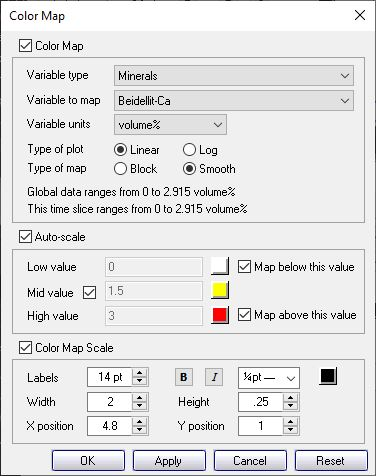 Color Map
Color Map
Variable type Minerals
Variable to map Beidellit-Ca
Variable units volume%
Type of plot Linear Log
Type of map Block Smooth
Global data ranges from 0 to 2.915 volume%
This time slice ranges from 0 to 2.915 volume%
Auto-scale
Low value 0 Map below this value
Mid value 1.5
High value 3 Map above this value
Color Map Scale
Labels 14 pt B I ¼pt —
Width 2 Height .25
X position 4.8 Y position 1
OK Apply Cancel Reset